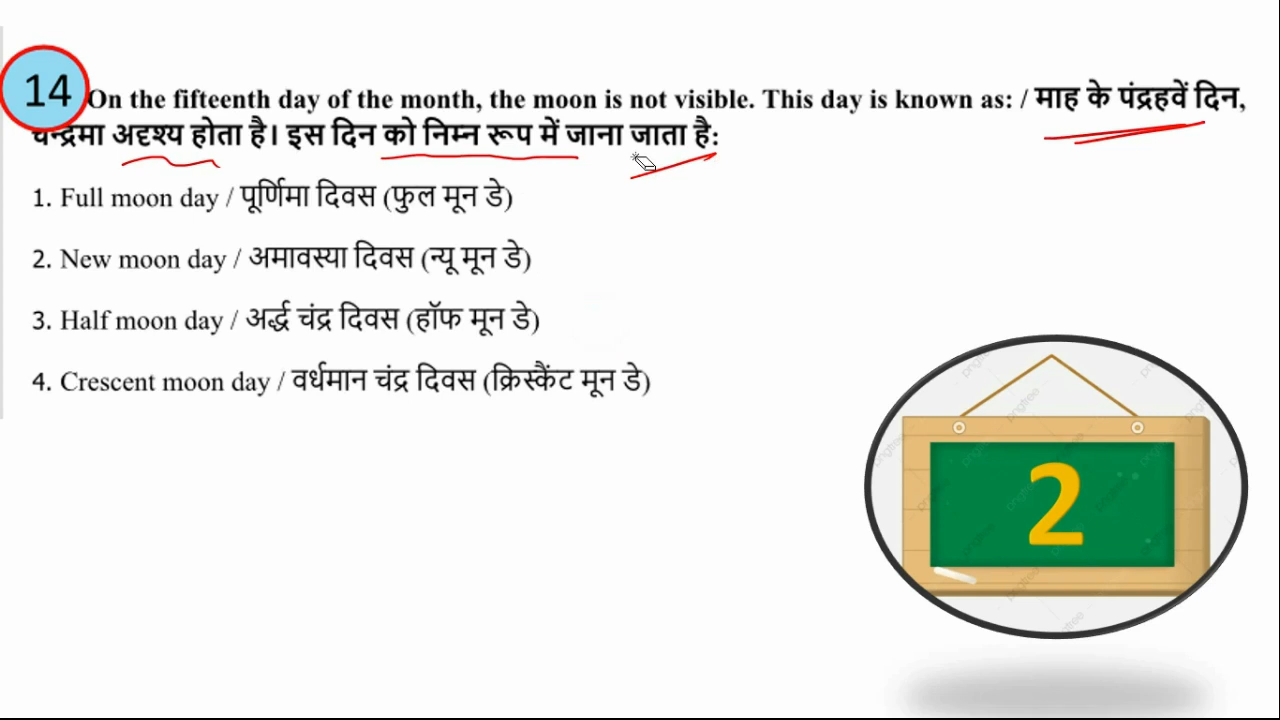 14 On the fifteenth day of the month, the moon is not visible. This day is known as: / माह के पंद्रहवें दिन,
चन्द्रमा अदृश्य होता है। इस दिन को निम्न रूप में जाना जाता है:
1. Full moon day / पूर्णिमा दिवस (फुल मून डे)
2. New moon day / अमावस्या दिवस (न्यू मून डे)
3. Half moon day / अर्द्ध चंद्र दिवस (हॉफ मून डे)
4. Crescent moon day / वर्धमान चंद्र दिवस (क्रिस्कैंट मून डे)
2